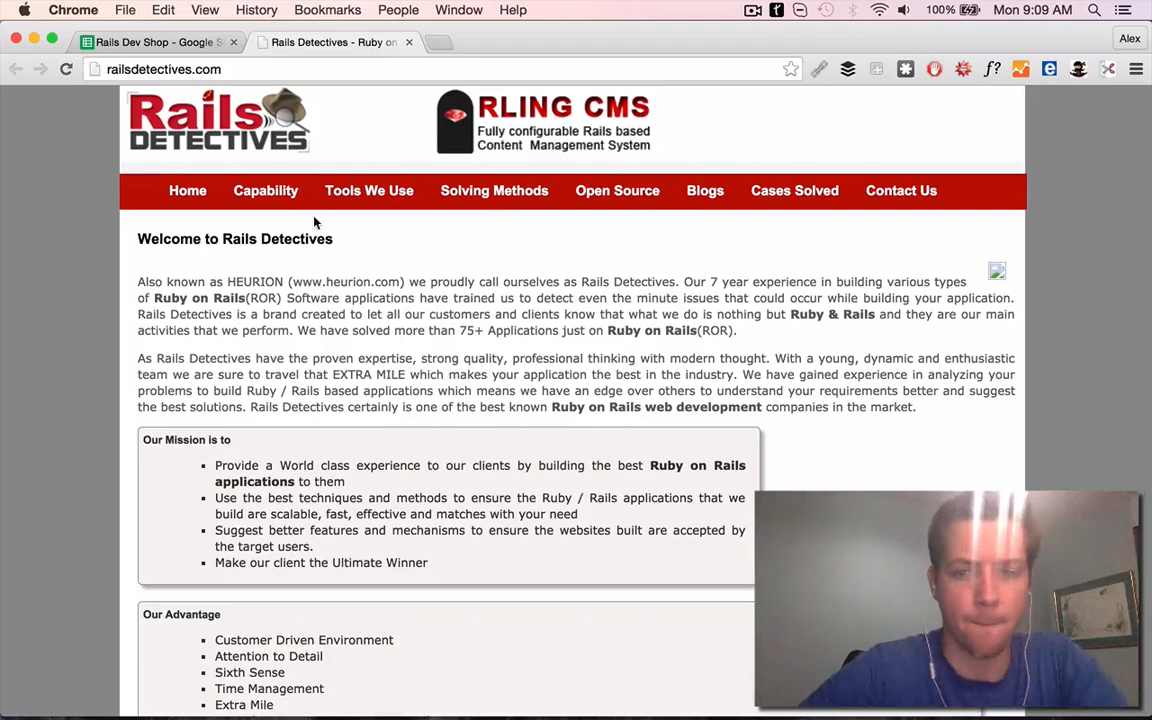 Chrome File Edit View History Bookmarks People Window Help 100% Mon 9:09 AM
Rails Dev Shop - Google S Rails Detectives - Ruby on Alex
railsdetectives.com f?
Rails DETECTIVES
RLING CMS
Fully configurable Rails based
Content Management System
Home Capability Tools We Use Solving Methods Open Source Blogs Cases Solved Contact Us
Welcome to Rails Detectives
Also known as HEURION (www.heurion.com) we proudly call ourselves as Rails Detectives. Our 7 year experience in building various types
of Ruby on Rails(ROR) Software applications have trained us to detect even the minute issues that could occur while building your application.
Rails Detectives is a brand created to let all our customers and clients know that what we do is nothing but Ruby & Rails and they are our main
activities that we perform. We have solved more than 75+ Applications just on Ruby on Rails(ROR).
As Rails Detectives have the proven expertise, strong quality, professional thinking with modern thought. With a young, dynamic and enthusiastic
team we are sure to travel that EXTRA MILE which makes your application the best in the industry. We have gained experience in analyzing your
problems to build Ruby / Rails based applications which means we have an edge over others to understand your requirements better and suggest
the best solutions. Rails Detectives certainly is one of the best known Ruby on Rails web development companies in the market.
Our Mission is to
▪ Provide a World class experience to our clients by building the best Ruby on Rails
applications to them
▪ Use the best techniques and methods to ensure the Ruby / Rails applications that we
build are scalable, fast, effective and matches with your need
▪ Suggest better features and mechanisms to ensure the websites built are accepted by
the target users.
▪ Make our client the Ultimate Winner
Our Advantage
▪ Customer Driven Environment
▪ Attention to Detail
▪ Sixth Sense
▪ Time Management
▪ Extra Mile